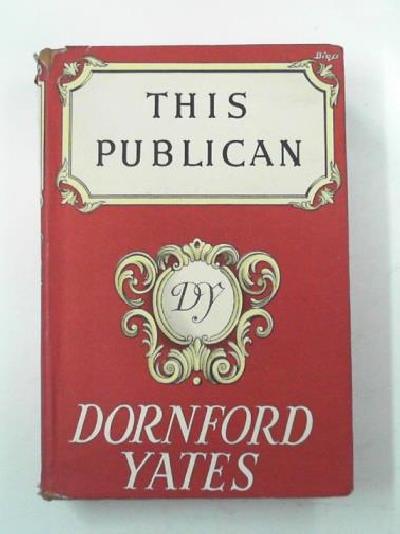 THIS
PUBLICAN
DY
DORNFORD
YATES